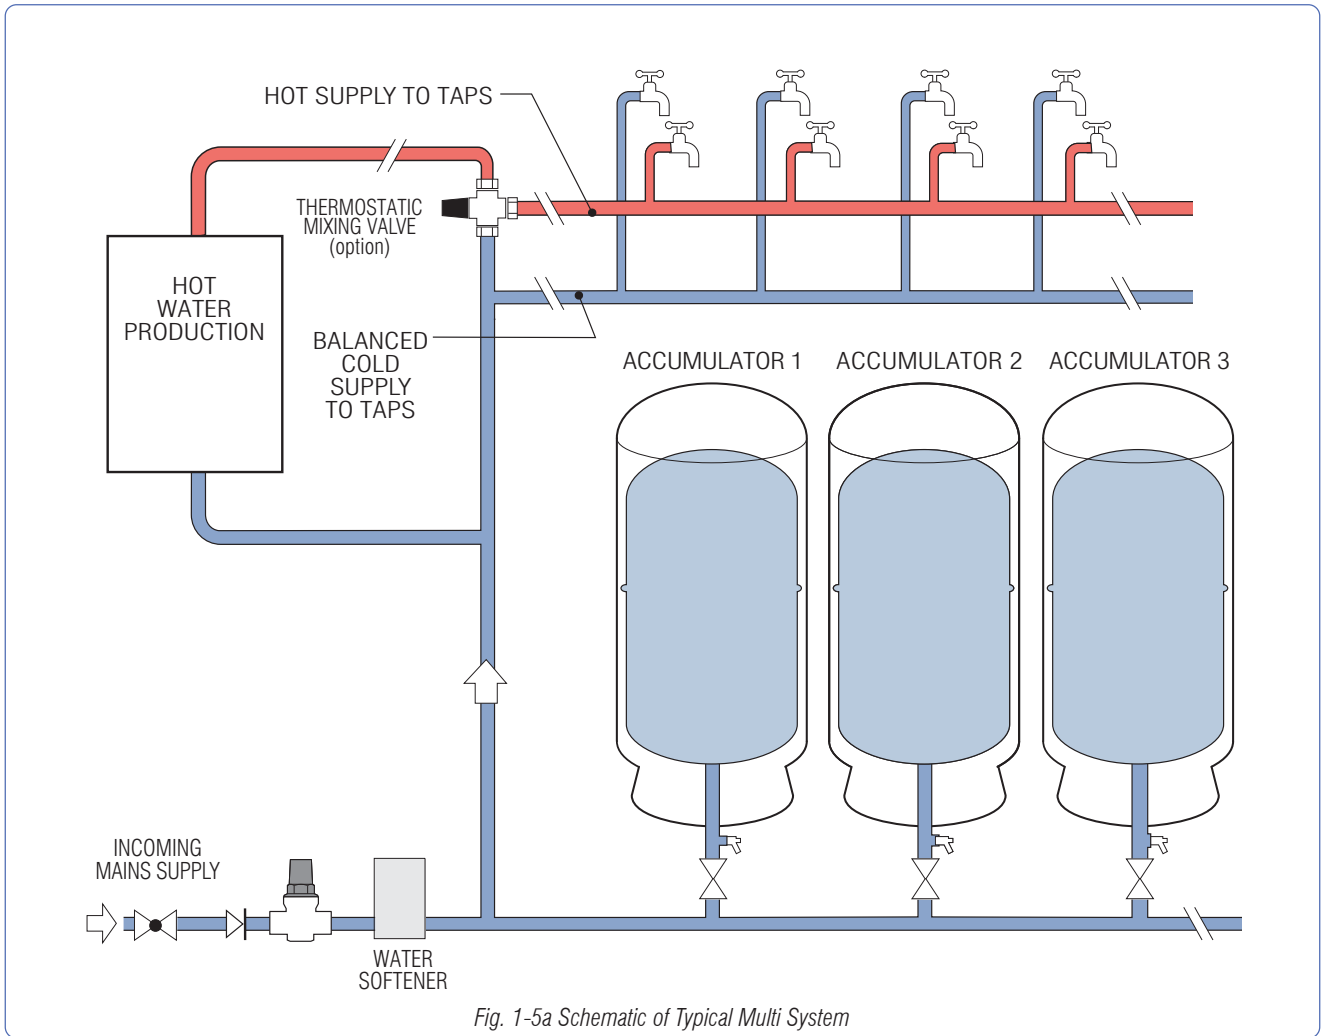 HOT SUPPLY TO TAPS
THERMOSTATIC
MIXING VALVE
(option)
HOT
WATER
PRODUCTION
BALANCED
COLD
SUPPLY
TO TAPS
ACCUMULATOR 1
ACCUMULATOR 2
ACCUMULATOR 3
INCOMING
MAINS SUPPLY
WATER
SOFTENER
Fig. 1-5a Schematic of Typical Multi System